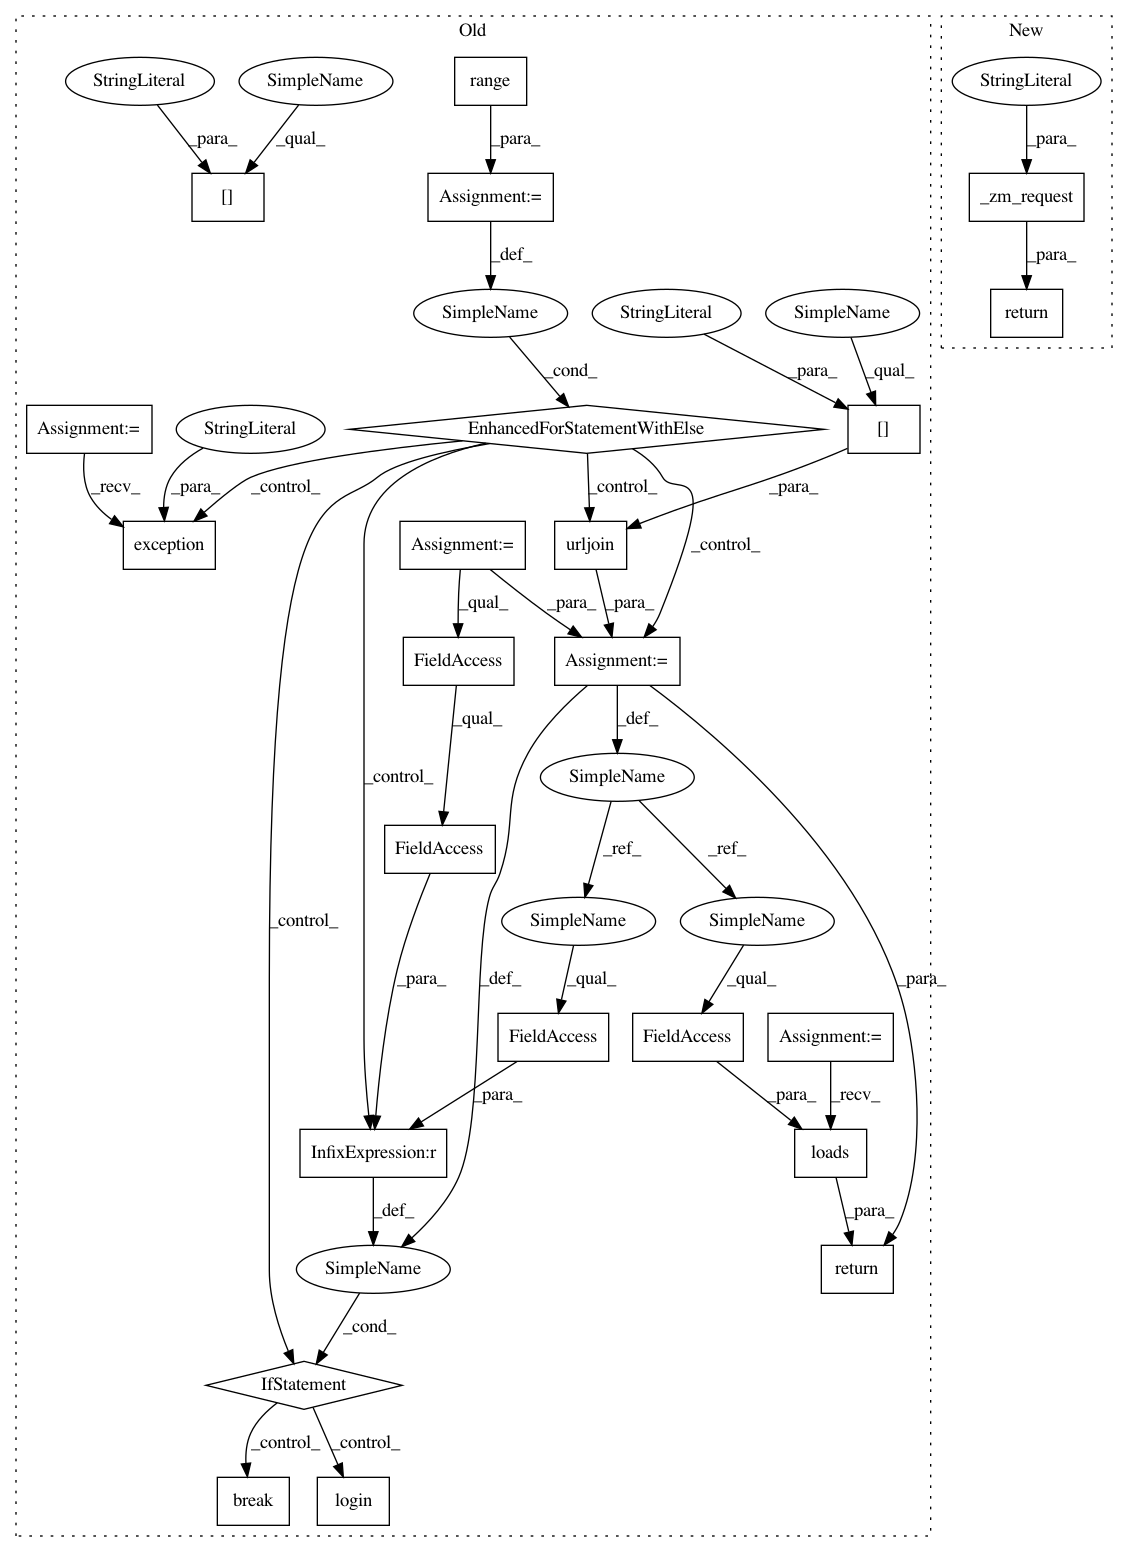 Old
New
StringLiteral
SimpleName
range
StringLiteral
_para_
_qual_
_para_
_para_
[]
Assignment:=
_zm_request
_def_
_para_
SimpleName
StringLiteral
SimpleName
return
_cond_
_para_
_qual_
Assignment:=
StringLiteral
EnhancedForStatementWithElse
[]
_recv_
_para_
_control_
_control_
_para_
exception
Assignment:=
urljoin
_control_
_qual_
_para_
_para_
FieldAccess
Assignment:=
_qual_
_def_
_control_
SimpleName
FieldAccess
_ref_
_ref_
_control_
SimpleName
SimpleName
_para_
_def_
_qual_
_qual_
_para_
FieldAccess
FieldAccess
Assignment:=
_para_
_para_
_recv_
InfixExpression:r
loads
_def_
_para_
SimpleName
return
_cond_
IfStatement
_control_
_control_
break
login